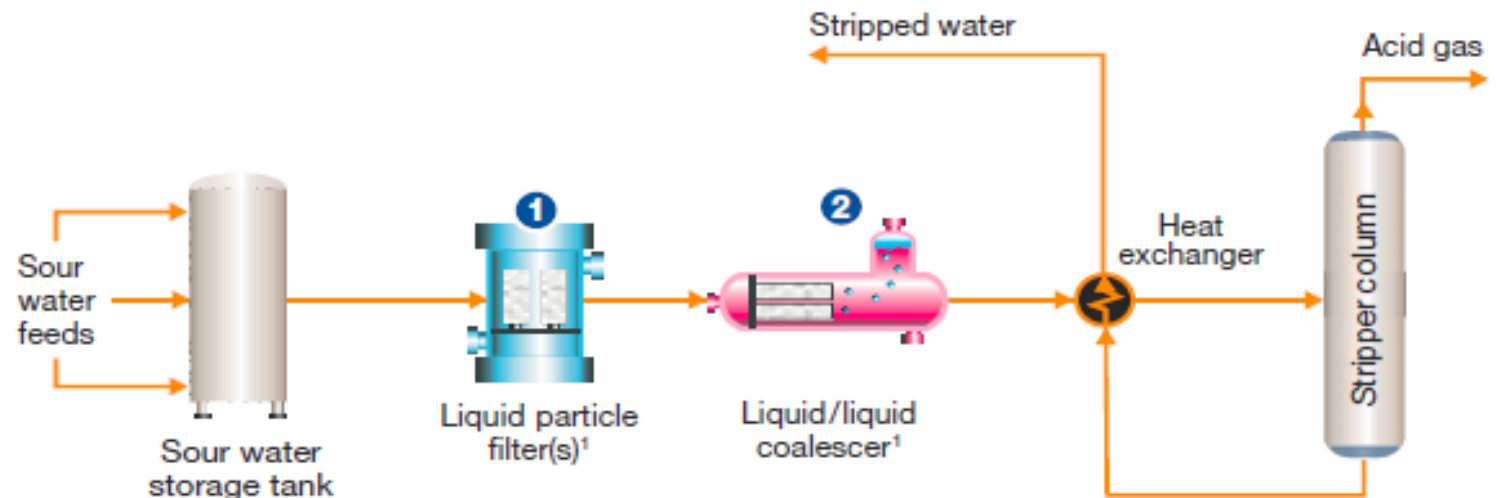 Stripped water
Acid gas
1
2
Sour
water
feeds
Heat
exchanger
Stripper column
Liquid particle
filter(s)¹
Liquid/liquid
coalescer¹
Sour water
storage tank